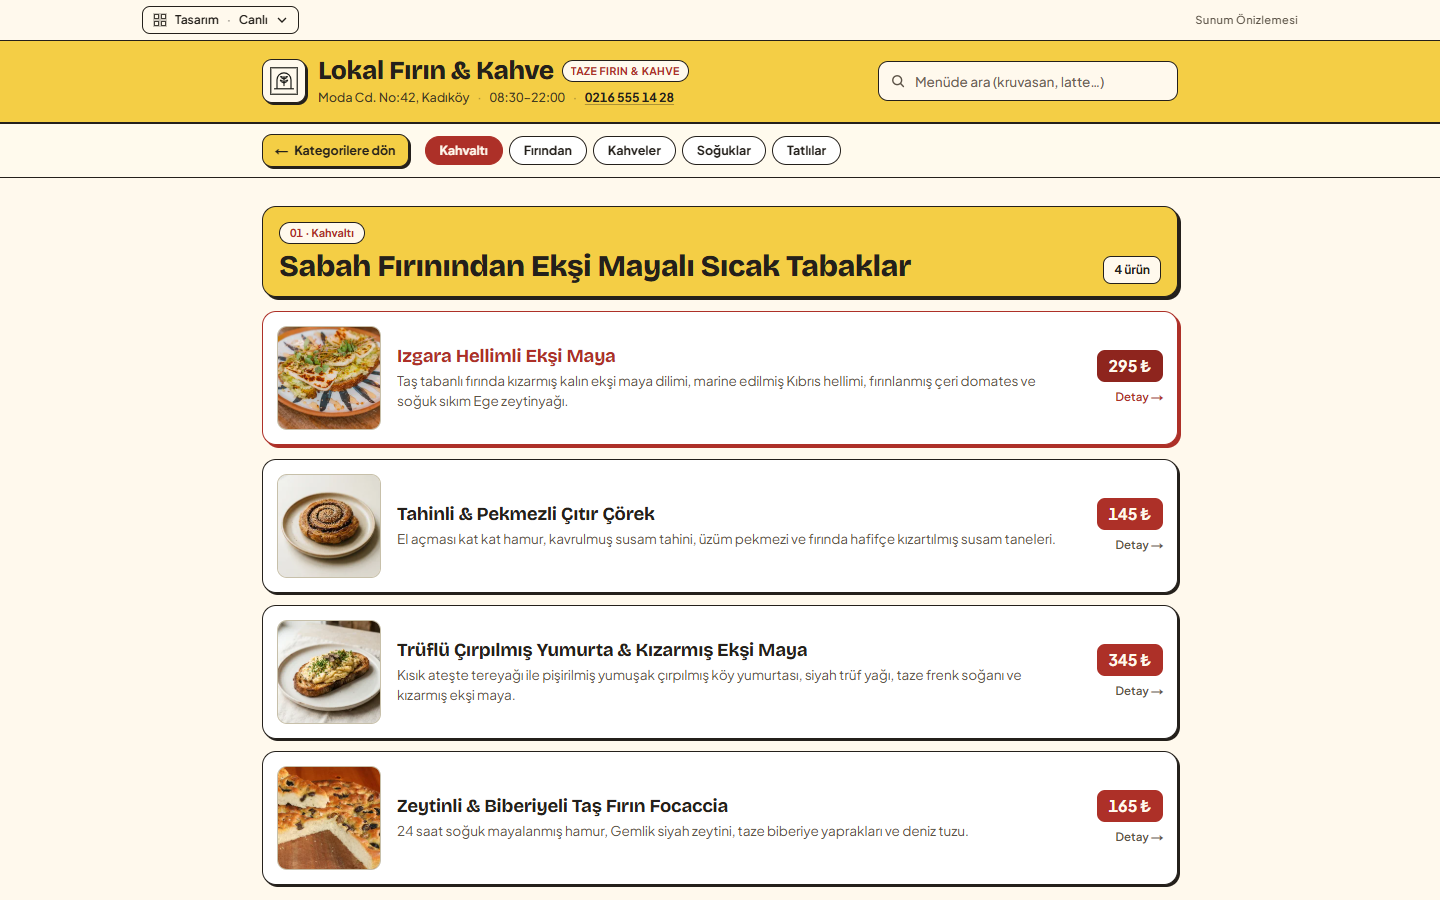 Tasarım · Canlı
Sunum Önizlemesi
Lokal Fırın & Kahve
TAZE FIRIN & KAHVE
Moda Cd. No:42, Kadıköy · 08:30–22:00 · 0216 555 14 28
Menüde ara (kruvasan, latte…)
← Kategorilere dön
Kahvaltı
Fırından
Kahveler
Soğuklar
Tatlılar
01 · Kahvaltı
Sabah Fırınından Ekşi Mayalı Sıcak Tabaklar
4 ürün
Izgara Hellimli Ekşi Maya
Taş tabanlı fırında kızarmış kalın ekşi maya dilimi, marine edilmiş Kıbrıs hellimi, fırınlanmış çeri domates ve
soğuk sıkım Ege zeytinyağı.
295 ₺
Detay →
Tahinli & Pekmezli Çıtır Çörek
El açması kat kat hamur, kavrulmuş susam tahini, üzüm pekmezi ve fırında hafifçe kızartılmış susam taneleri.
145 ₺
Detay →
Trüflü Çırpılmış Yumurta & Kızarmış Ekşi Maya
Kısık ateşte tereyağı ile pişirilmiş yumuşak çırpılmış köy yumurtası, siyah trüf yağı, taze frenk soğanı ve
kızarmış ekşi maya.
345 ₺
Detay →
Zeytinli & Biberiyeli Taş Fırın Focaccia
24 saat soğuk mayalanmış hamur, Gemlik siyah zeytini, taze biberiye yaprakları ve deniz tuzu.
165 ₺
Detay →